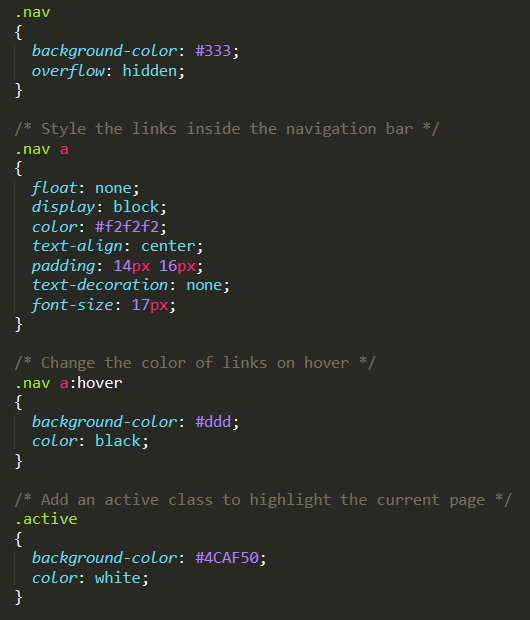 .nav
{
background-color: #333;
overflow: hidden;
}
/* Style the links inside the navigation bar */
.nav a
{
float: none;
display: block;
color: #f2f2f2;
text-align: center;
padding: 14px 16px;
text-decoration: none;
font-size: 17px;
}
/* Change the color of links on hover */
.nav a:hover
{
background-color: #ddd;
color: black;
}
/* Add an active class to highlight the current page */
.active
{
background-color: #4CAF50;
color: white;
}